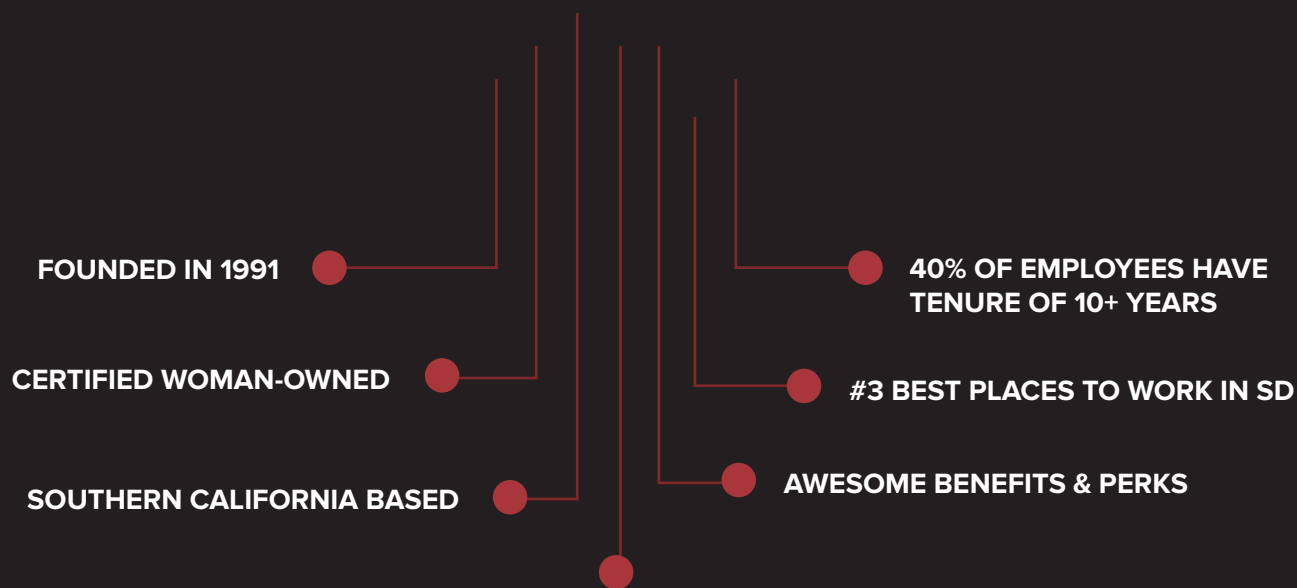 FOUNDED IN 1991
CERTIFIED WOMAN-OWNED
SOUTHERN CALIFORNIA BASED
40% OF EMPLOYEES HAVE
TENURE OF 10+ YEARS
#3 BEST PLACES TO WORK IN SD
AWESOME BENEFITS & PERKS